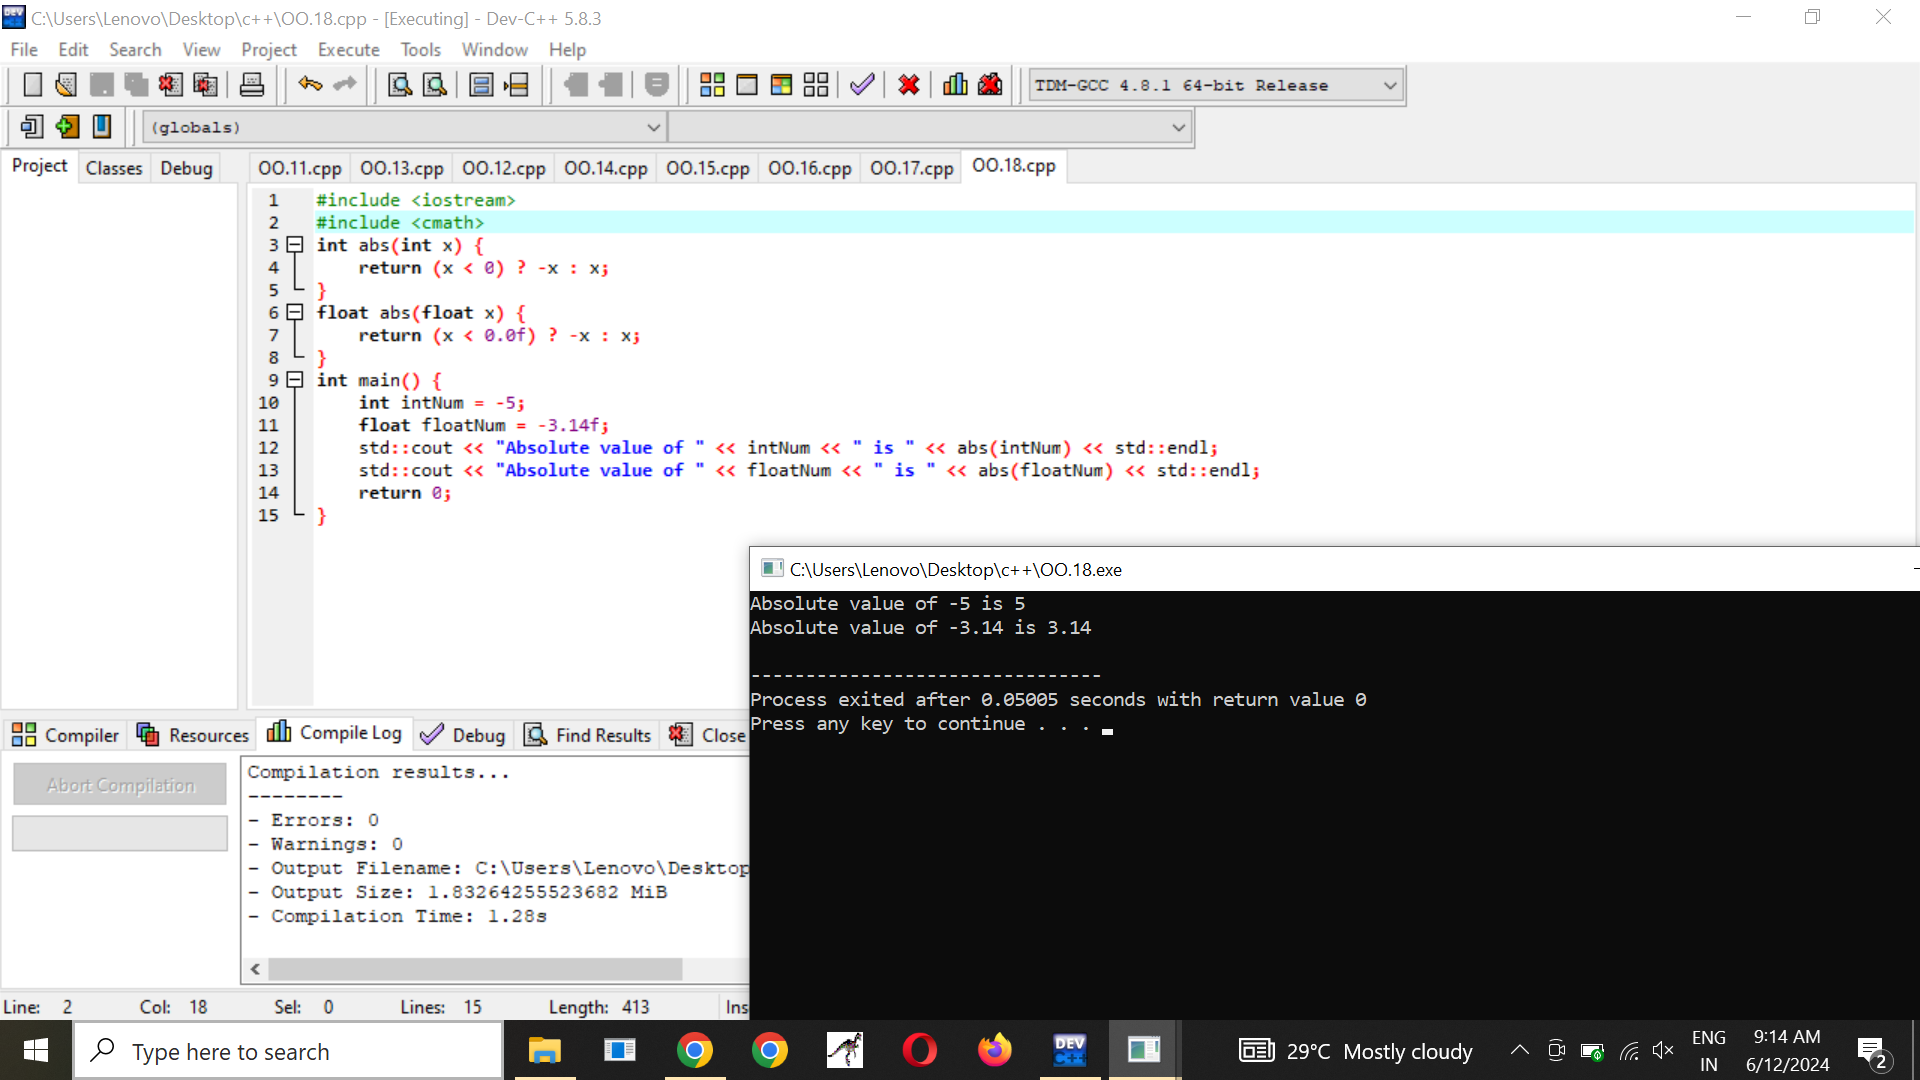 C:\Users\Lenovo\Desktop\c++\OO.18.cpp - [Executing] - Dev-C++ 5.8.3
File Edit Search View Project Execute Tools Window Help
TDM-GCC 4.8.1 64-bit Release
(globals)
Project Classes Debug
OO.11.cpp OO.13.cpp OO.12.cpp OO.14.cpp OO.15.cpp OO.16.cpp OO.17.cpp OO.18.cpp
1 #include <iostream>
2 #include <cmath>
3 int abs(int x) {
4 return (x < 0) ? -x : x;
5 }
6 float abs(float x) {
7 return (x < 0.0f) ? -x : x;
8 }
9 int main() {
10 int intNum = -5;
11 float floatNum = -3.14f;
12 std::cout << "Absolute value of " << intNum << " is " << abs(intNum) << std::endl;
13 std::cout << "Absolute value of " << floatNum << " is " << abs(floatNum) << std::endl;
14 return 0;
15 }
C:\Users\Lenovo\Desktop\c++\OO.18.exe
Absolute value of -5 is 5
Absolute value of -3.14 is 3.14
--------------------------------
Process exited after 0.05005 seconds with return value 0
Press any key to continue . . .
Compiler Resources Compile Log Debug Find Results Close
Abort Compilation
Compilation results...
--------
- Errors: 0
- Warnings: 0
- Output Filename: C:\Users\Lenovo\Desktop
- Output Size: 1.83264255523682 MiB
- Compilation Time: 1.28s
Line: 2 Col: 18 Sel: 0 Lines: 15 Length: 413 Ins
Type here to search
DEV C++
29°C Mostly cloudy
ENG
IN
9:14 AM
6/12/2024
2